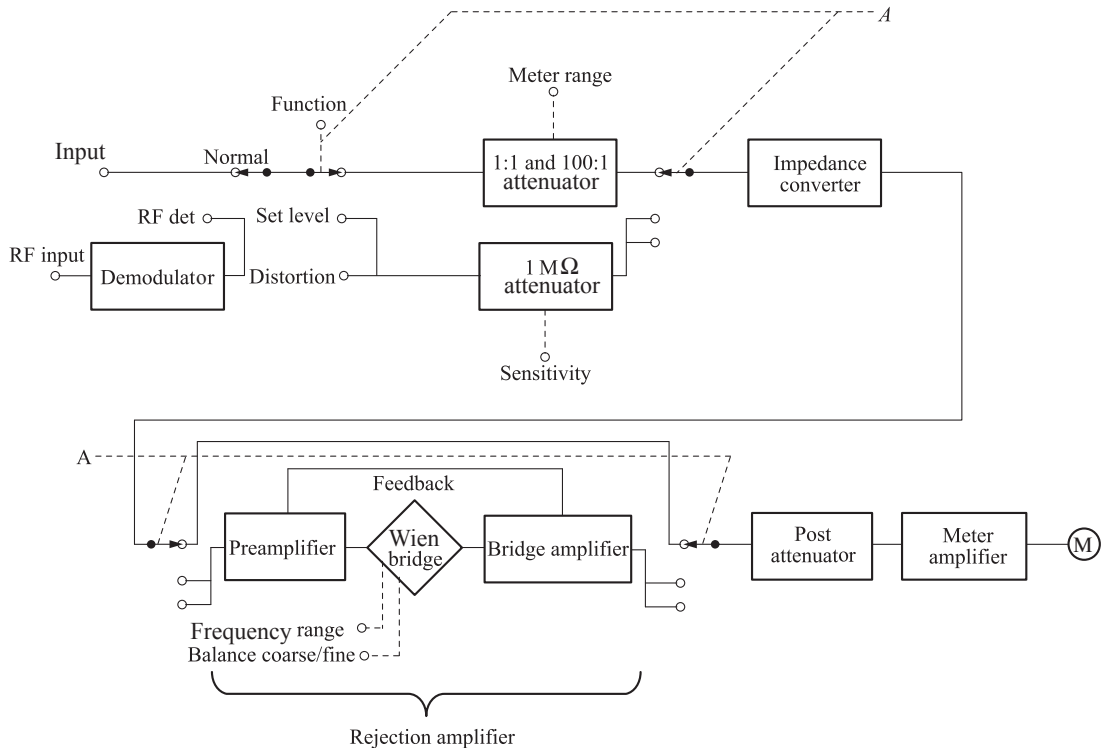 A
Meter range
Function
Input
Normal
1:1 and 100:1
attenuator
Impedance
converter
RF det
Set level
RF input
Demodulator
Distortion
1 MΩ
attenuator
Sensitivity
A
Feedback
Preamplifier
Wien
bridge
Bridge amplifier
Post
attenuator
Meter
amplifier
M
Frequency range
Balance coarse/fine
Rejection amplifier